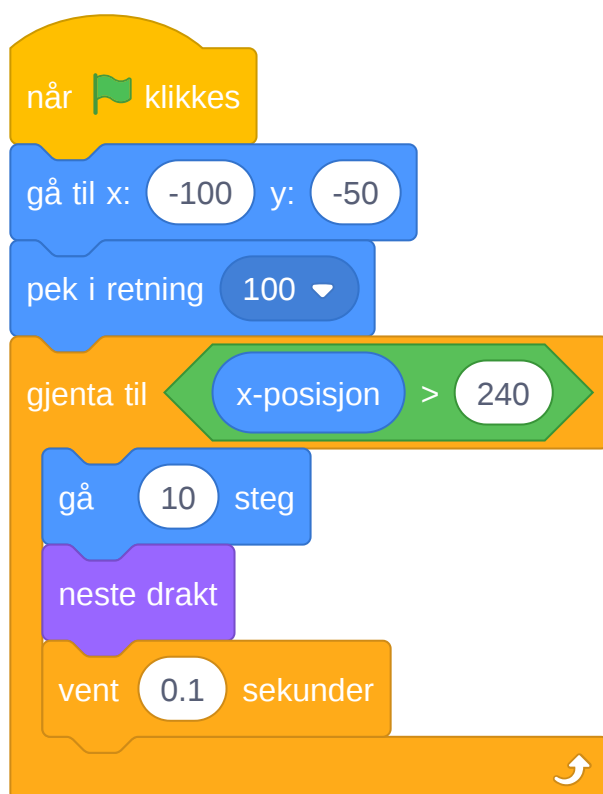 når klikkes
gå til x: -100 y: -50
pek i retning 100
gjenta til x-posisjon > 240
gå 10 steg
neste drakt
vent 0.1 sekunder